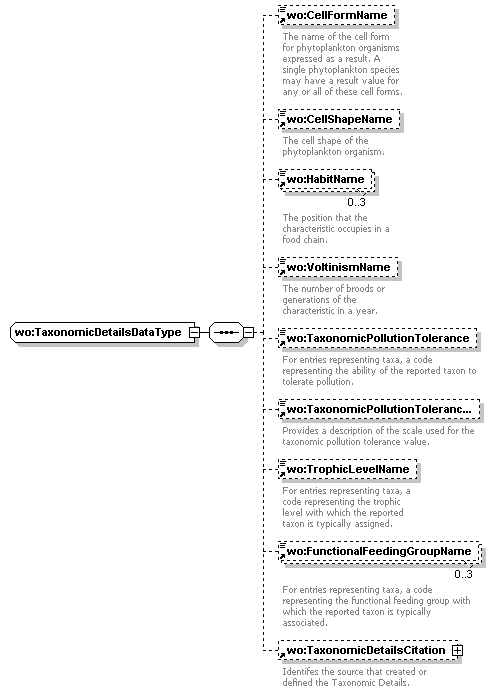 wo:CellFormName
The name of the cell form
for phytoplankton organisms
expressed as a result. A
single phytoplankton species
may have a result value for
any or all of these cell forms.
wo:CellShapeName
The cell shape of the
phytoplankton organism.
wo:HabitName
0..3
The position that the
characteristic occupies in a
food chain.
wo:VoltinismName
The number of broods or
generations of the
characteristic in a year.
wo:TaxonomicDetailsDataType
wo:TaxonomicPollutionTolerance
For entries representing taxa, a code
representing the ability of the reported taxon to
tolerate pollution.
wo:TaxonomicPollutionToleranc...
Provides a description of the scale used for the
taxonomic pollution tolerance value.
wo:TrophicLevelName
For entries representing taxa, a
code representing the trophic
level with which the reported
taxon is typically assigned.
wo:FunctionalFeedingGroupName
0..3
For entries representing taxa, a code
representing the functional feeding group with
which the reported taxon is typically
associated.
wo:TaxonomicDetailsCitation
Identifes the source that created or
defined the Taxonomic Details.